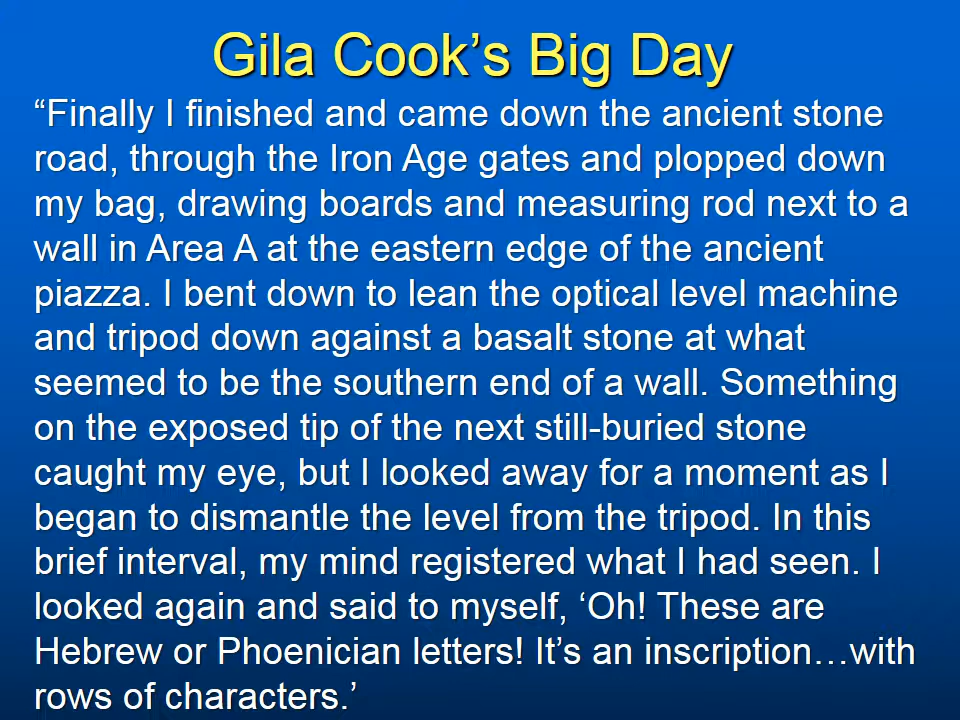 Gila Cook’s Big Day
“Finally I finished and came down the ancient stone
road, through the Iron Age gates and plopped down
my bag, drawing boards and measuring rod next to a
wall in Area A at the eastern edge of the ancient
piazza. I bent down to lean the optical level machine
and tripod down against a basalt stone at what
seemed to be the southern end of a wall. Something
on the exposed tip of the next still-buried stone
caught my eye, but I looked away for a moment as I
began to dismantle the level from the tripod. In this
brief interval, my mind registered what I had seen. I
looked again and said to myself, ‘Oh! These are
Hebrew or Phoenician letters! It’s an inscription…with
rows of characters.’